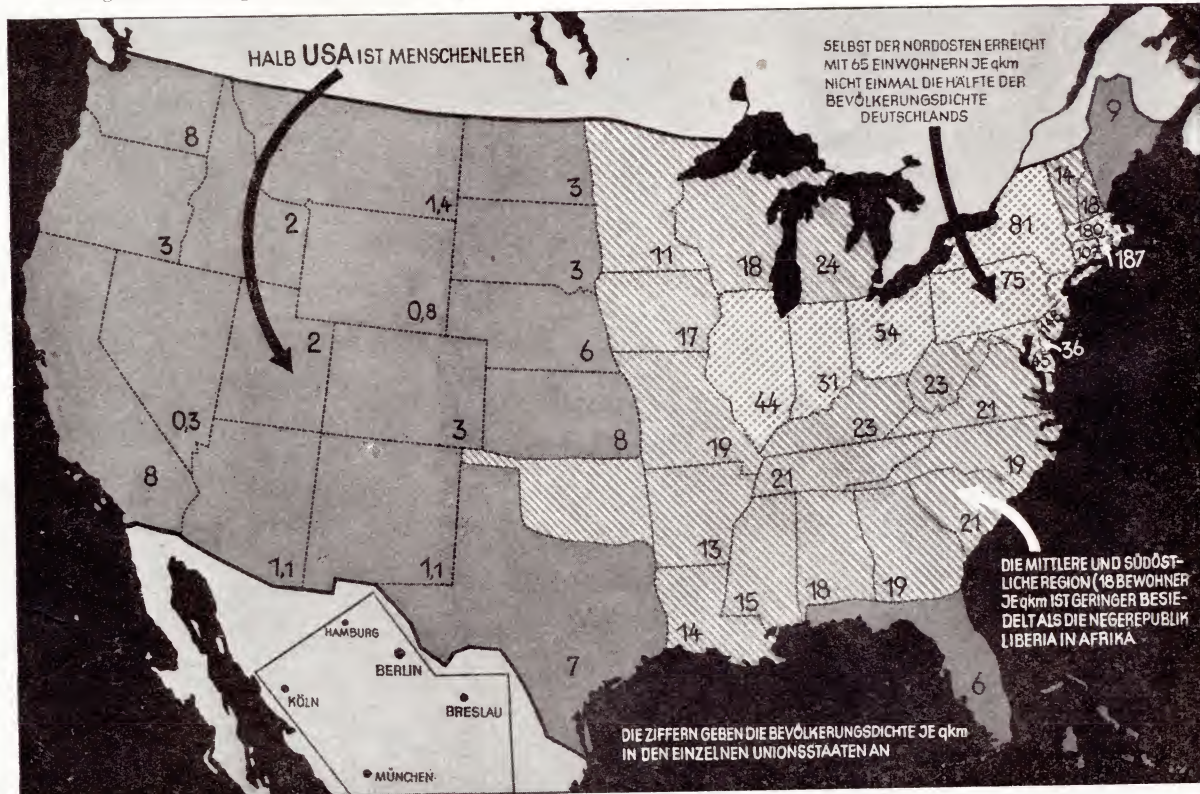 HALB USA IST MENSCHENLEER
SELBST DER NORDOSTEN ERREICHT
MIT 65 EINWOHNERN JE qkm
NICHT EINMAL DIE HÄLFTE DER
BEVÖLKERUNGSDICHTE
DEUTSCHLANDS
9
8
14
18
3
1,4
2
3
11
18
24
81
180
187
3
75
0,8
17
54
2
6
36
45
44
31
23
21
0,3
3
8
19
23
8
21
19
21
1,1
1,1
13
15
18
19
14
7
6
DIE MITTLERE UND SÜDÖST-
LICHE REGION (18 BEWOHNER
JE qkm IST GERINGER BESIE-
DELT ALS DIE NEGEREPUBLIK
LIBERIA IN AFRIKA
HAMBURG
BERLIN
KÖLN
BRESLAU
MÜNCHEN
DIE ZIFFERN GEBEN DIE BEVÖLKERUNGSDICHTE JE qkm
IN DEN EINZELNEN UNIONSSTAATEN AN